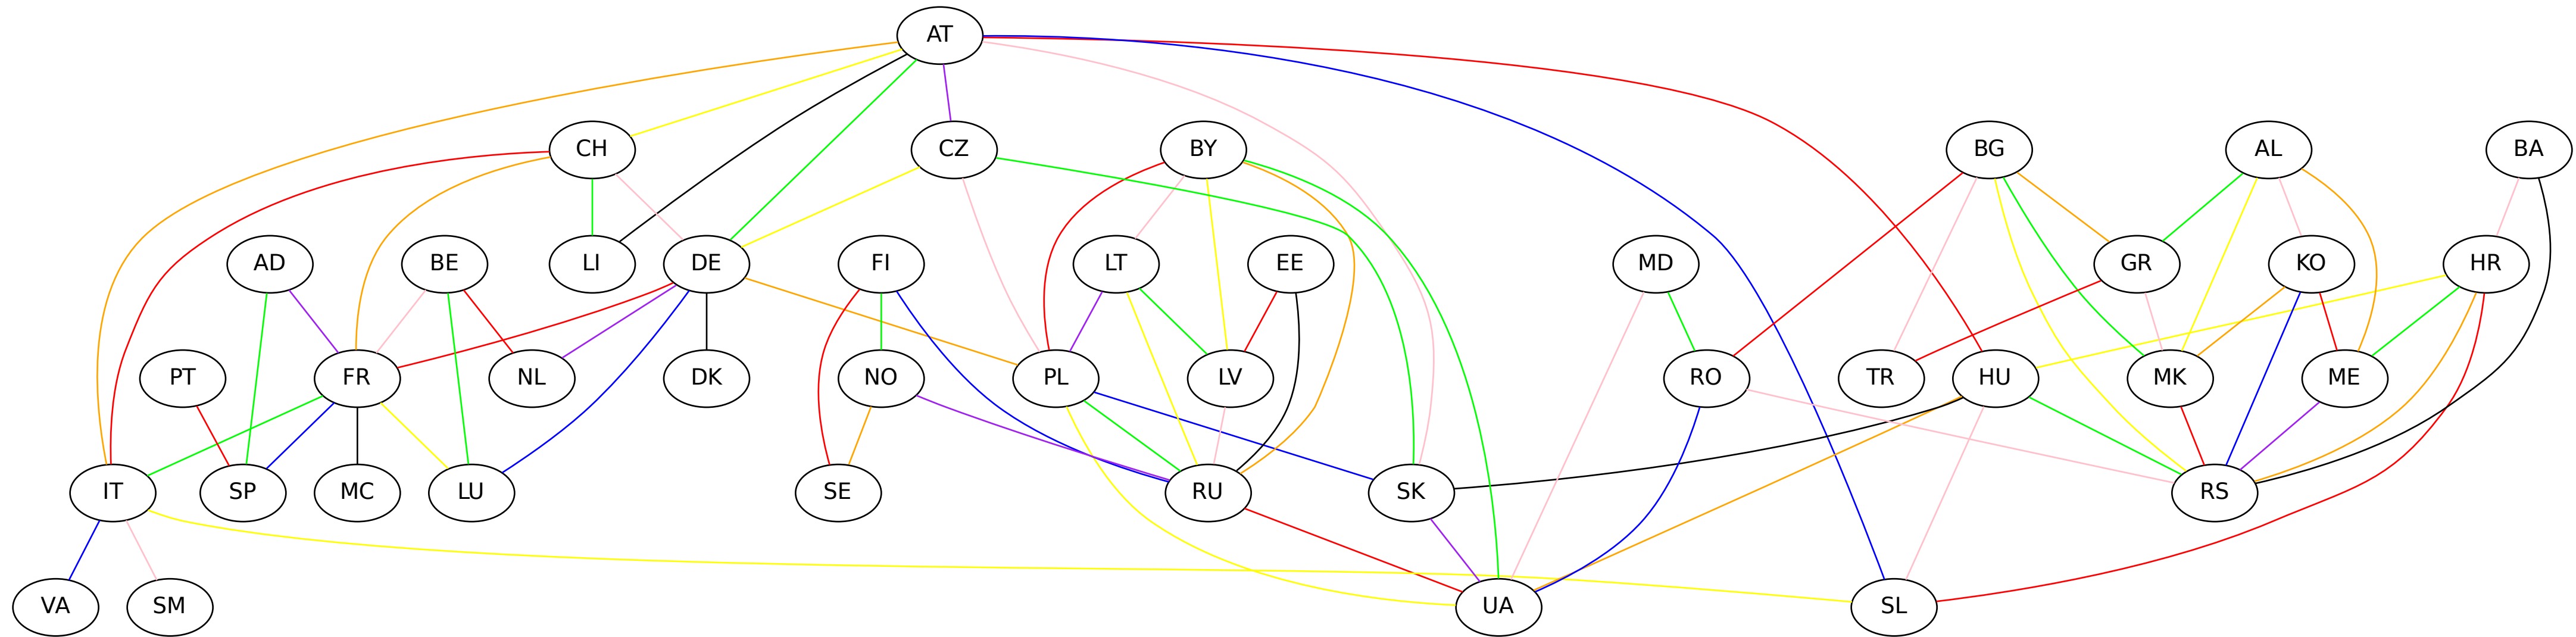 AT
CH CZ BY BG AL BA
AD BE LI DE FI LT EE MD GR KO HR
PT FR NL DK NO PL LV RO TR HU MK ME
IT SP MC LU SE RU SK RS
VA SM UA SL